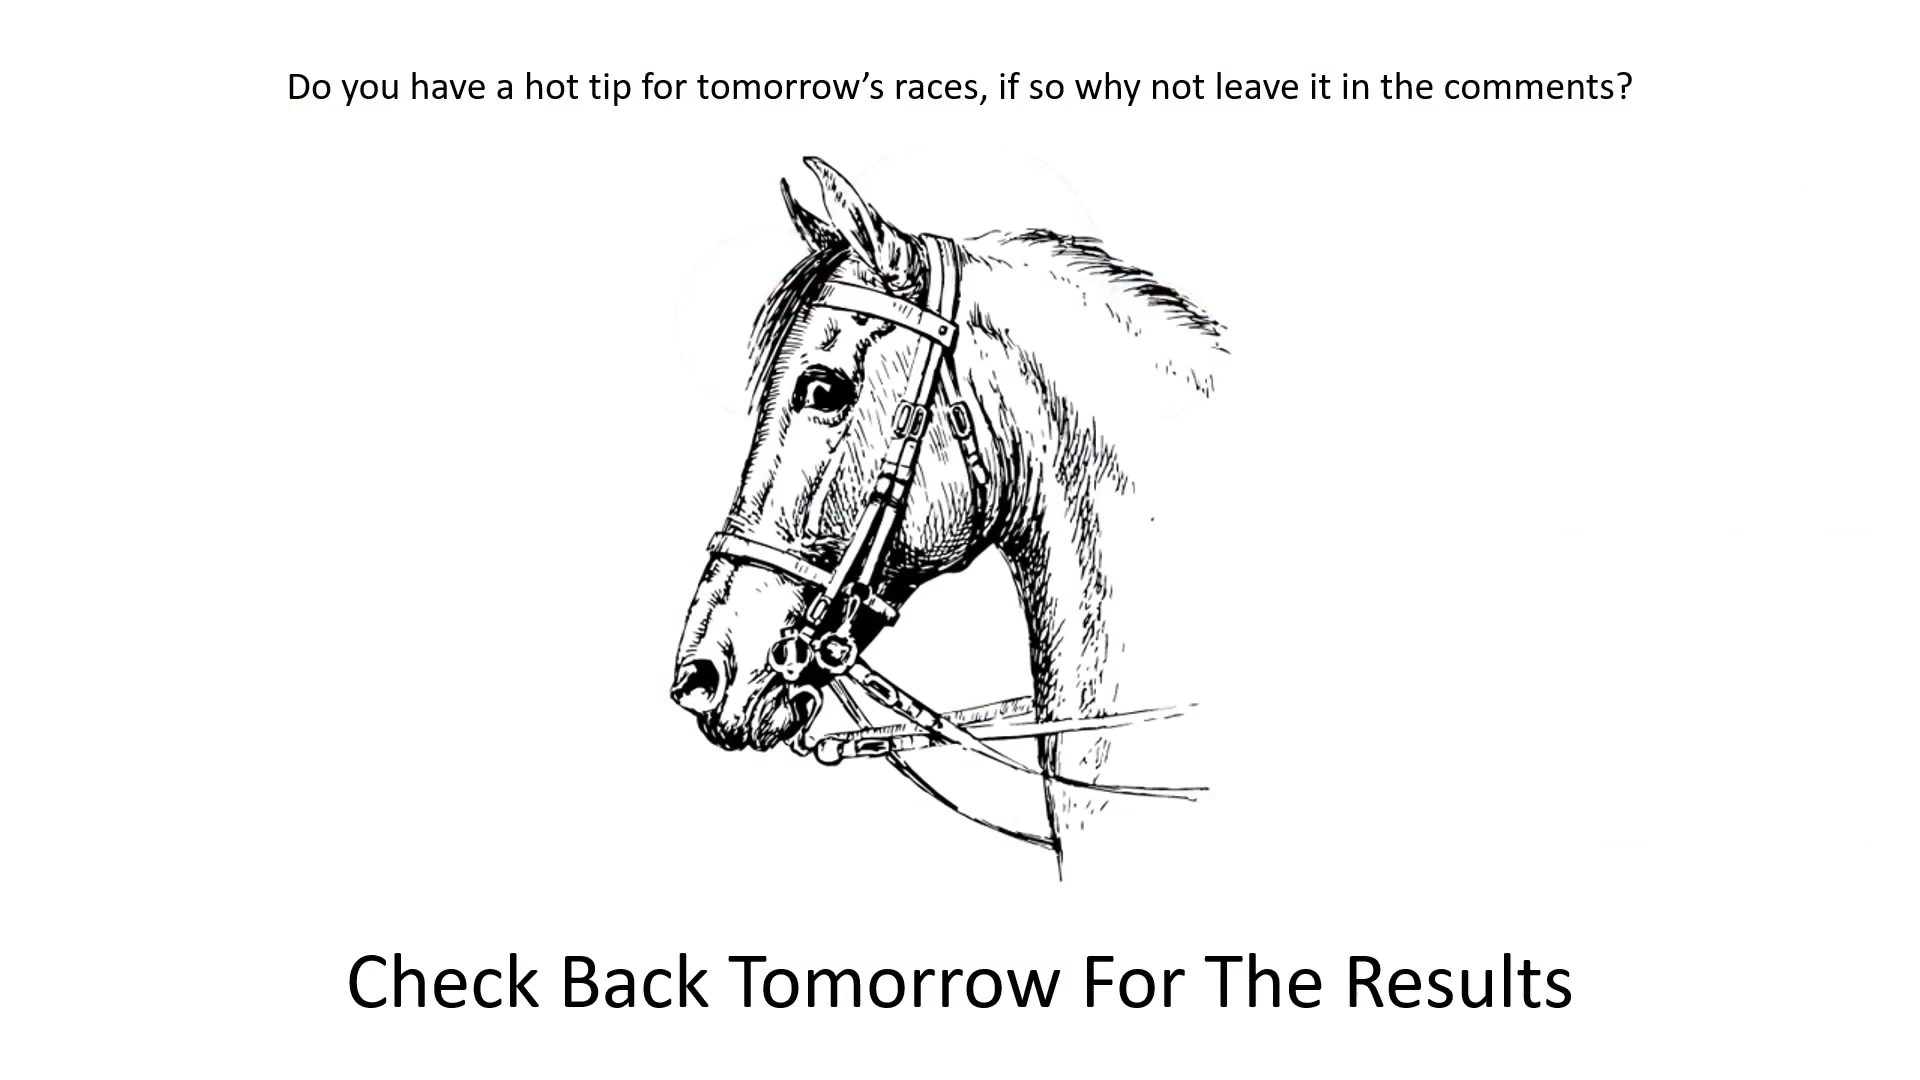 Do you have a hot tip for tomorrow’s races, if so why not leave it in the comments?
Check Back Tomorrow For The Results